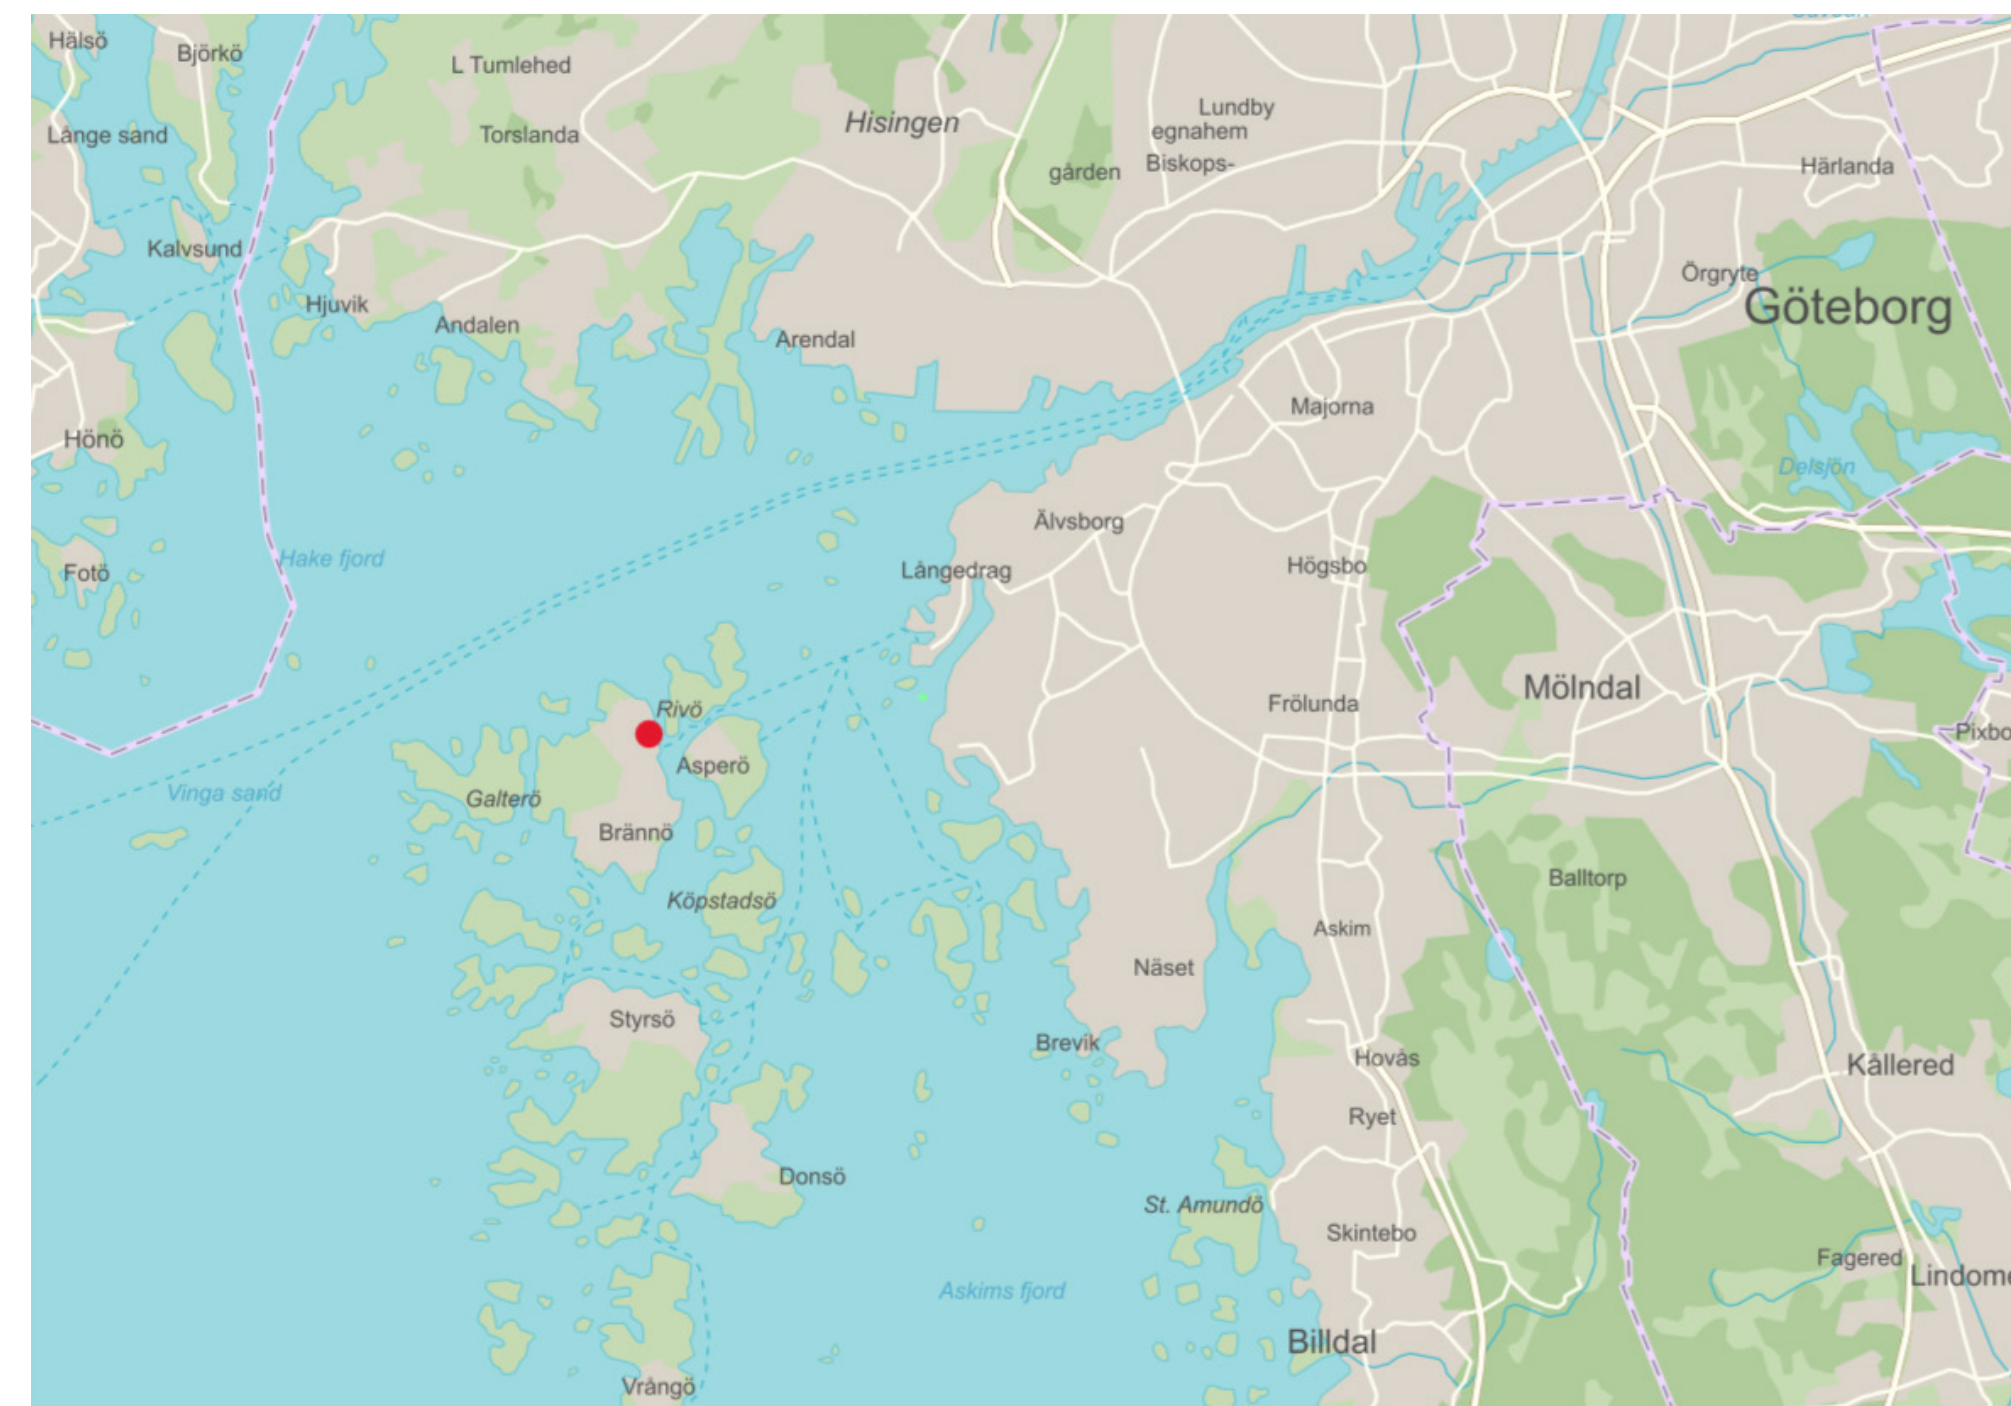 Hälsö
Björkö
L Tumlehed
Lundby
Hisingen
egnahem
Långe sand
Torslanda
Biskops-
gården
Härlanda
Kalvsund
Örgryte
Hjuvik
Göteborg
Andalen
Arendal
Majorna
Hönö
Delsjön
Älvsborg
Hake fjord
Fotö
Långedrag
Högsbo
Mölndal
Rivö
Frölunda
Pixbo
Asperö
Vinga sand
Galterö
Brännö
Balltorp
Köpstadsö
Askim
Näset
Styrsö
Brevik
Hovås
Kållered
Ryet
Donsö
St. Amundö
Skintebo
Fagered
Lindome
Askims fjord
Billdal
Vrångö